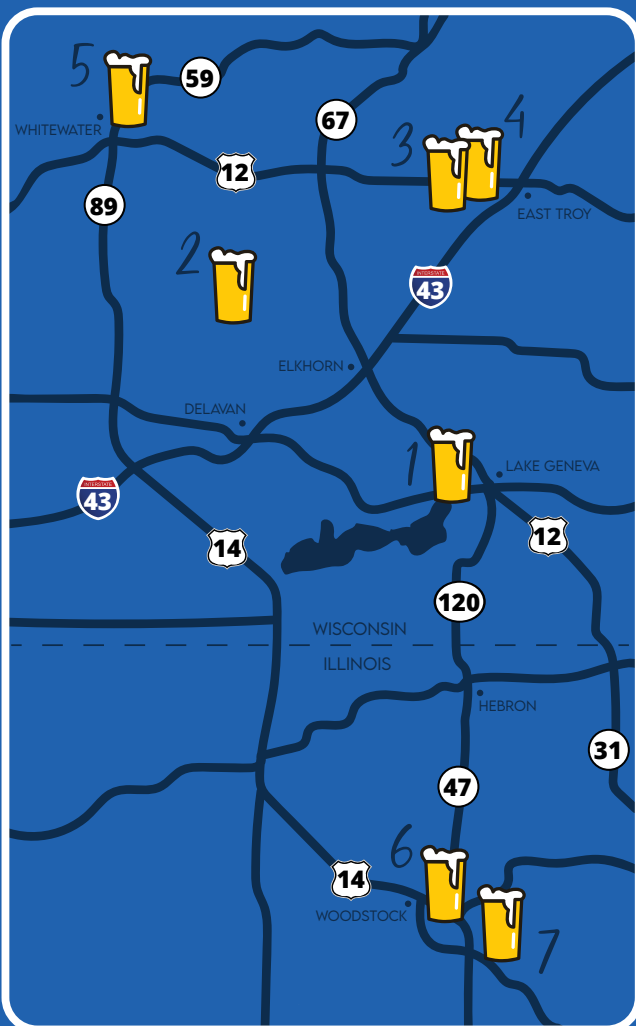 5
59
4
67
3
WHITEWATER
12
89
EAST TROY
2
INTERSTATE
43
ELKHORN
DELAVAN
1
LAKE GENEVA
INTERSTATE
43
12
14
120
WISCONSIN
ILLINOIS
HEBRON
31
47
6
14
WOODSTOCK
7